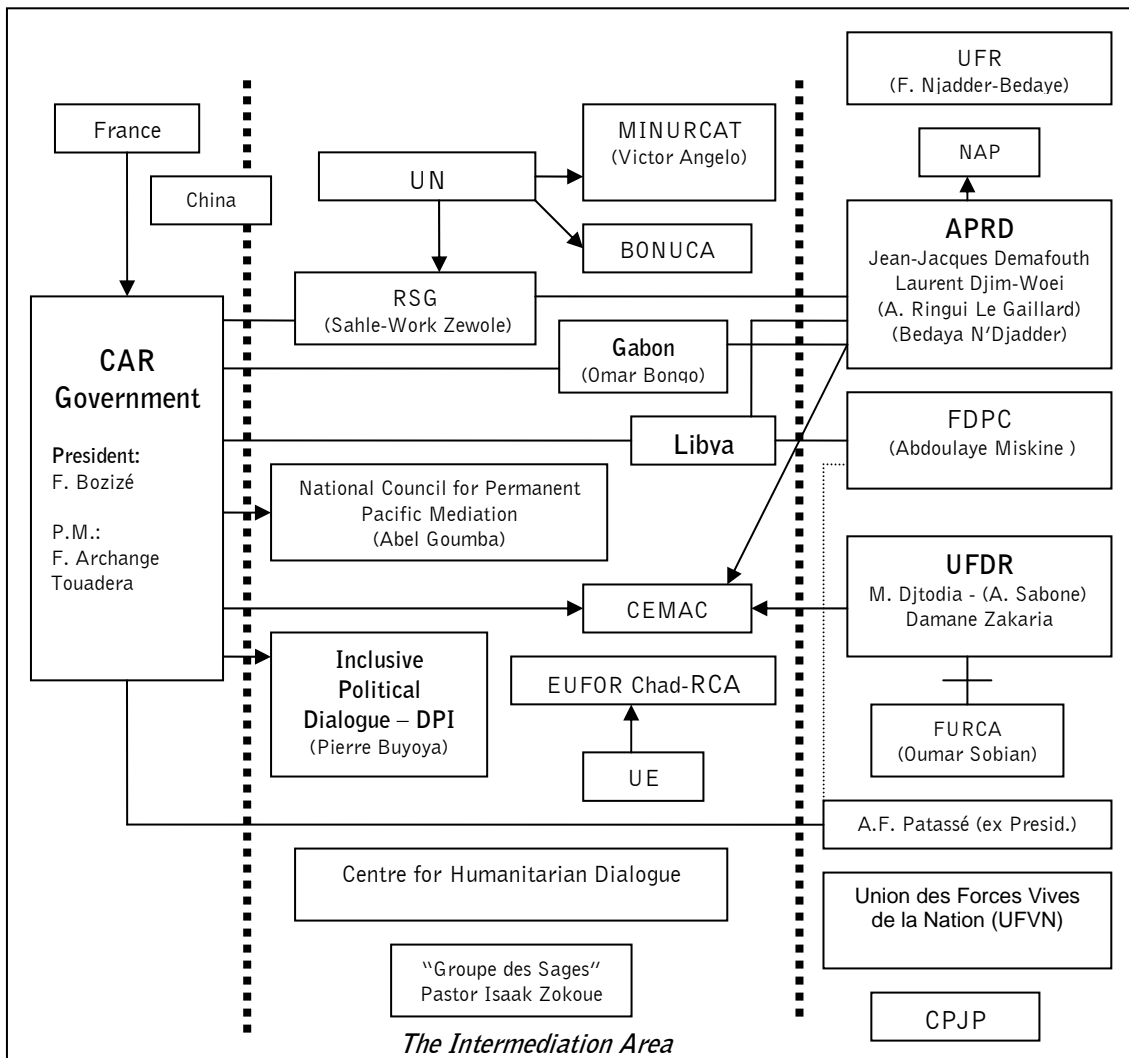 France
China
CAR
Government
President:
F. Bozizé
P.M.:
F. Archange
Touadera
UN
MINURCAT
(Victor Angelo)
BONUCA
RSG
(Sahle-Work Zewole)
Gabon
(Omar Bongo)
Libya
National Council for Permanent
Pacific Mediation
(Abel Goumba)
CEMAC
Inclusive
Political
Dialogue – DPI
(Pierre Buyoya)
EUFOR Chad-RCA
UE
Centre for Humanitarian Dialogue
“Groupe des Sages”
Pastor Isaak Zokoue
The Intermediation Area
UFR
(F. Njadder-Bedaye)
NAP
APRD
Jean-Jacques Demafouth
Laurent Djim-Woei
(A. Ringui Le Gaillard)
(Bedaya N’Djadder)
FDPC
(Abdoulaye Miskine )
UFDR
M. Djtodia - (A. Sabone)
Damane Zakaria
FURCA
(Oumar Sobian)
A.F. Patassé (ex Presid.)
Union des Forces Vives
de la Nation (UFVN)
CPJP